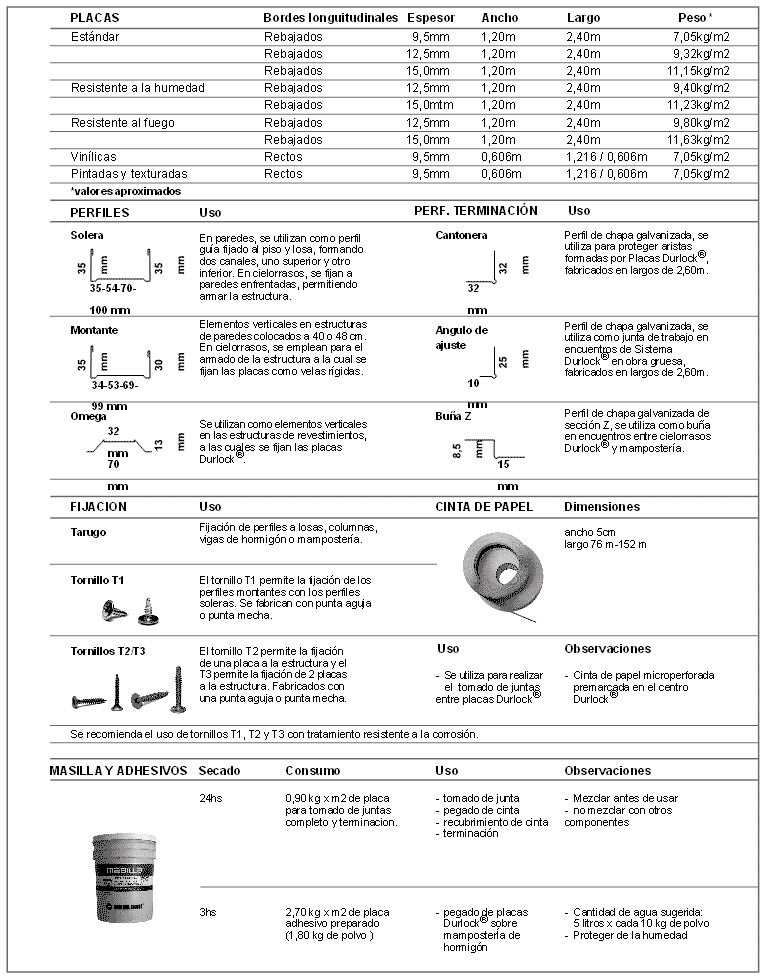 PLACAS Bordes longuitudinales Espesor Ancho Largo Peso*
Estándar Rebajados 9,5mm 1,20m 2,40m 7,05kg/m2
Rebajados 12,5mm 1,20m 2,40m 9,32kg/m2
Rebajados 15,0mm 1,20m 2,40m 11,15kg/m2
Resistente a la humedad Rebajados 12,5mm 1,20m 2,40m 9,40kg/m2
Rebajados 15,0mtm 1,20m 2,40m 11,23kg/m2
Resistente al fuego Rebajados 12,5mm 1,20m 2,40m 9,80kg/m2
Rebajados 15,0mm 1,20m 2,40m 11,63kg/m2
Vinílicas Rectos 9,5mm 0,606m 1,216 / 0,606m 7,05kg/m2
Pintadas y texturadas Rectos 9,5mm 0,606m 1,216 / 0,606m 7,05kg/m2
*valores aproximados
PERFILES Uso
Solera
35 mm 35 mm
35-54-70-
100 mm
En paredes, se utilizan como perfil
guía fijado al piso y losa, formando
dos canales, uno superior y otro
inferior. En cielorrasos, se fijan a
paredes enfrentadas, permitiendo
armar la estructura.
Montante
35 mm 30 mm
34-53-69-
99 mm
Elementos verticales en estructuras
de paredes colocados a 40 o 48 cm.
En cielorrasos, se emplean para el
armado de la estructura a la cual se
fijan las placas como velas rígidas.
Omega
32
mm
70
13 mm
mm
Se utilizan como elementos verticales
en las estructuras de revestimientos,
a las cuales se fijan las placas
Durlock®.
PERF. TERMINACIÓN Uso
Cantonera
32 mm
32
mm
Perfil de chapa galvanizada, se
utiliza para proteger aristas
formadas por Placas Durlock®,
fabricados en largos de 2,60m.
Angulo de
ajuste
25 mm
10
mm
Perfil de chapa galvanizada, se
utiliza como junta de trabajo en
encuentros de Sistema
Durlock® en obra gruesa,
fabricados en largos de 2,60m.
Buña Z
8,5 mm
15
mm
Perfil de chapa galvanizada de
sección Z, se utiliza como buña
en encuentros entre cielorrasos
Durlock® y mampostería.
FIJACION Uso
Tarugo
Fijación de perfiles a losas, columnas,
vigas de hormigón o mampostería.
Tornillo T1
El tornillo T1 permite la fijación de los
perfiles montantes con los perfiles
soleras. Se fabrican con punta aguja
o punta mecha.
Tornillos T2/T3
El tornillo T2 permite la fijación
de una placa a la estructura y el
T3 permite la fijación de 2 placas
a la estructura. Fabricados con
una punta aguja o punta mecha.
CINTA DE PAPEL Dimensiones
ancho 5cm
largo 76 m-152 m
Uso Observaciones
- Se utiliza para realizar
el tomado de juntas
entre placas Durlock®
- Cinta de papel microperforada
premarcada en el centro
Durlock®
Se recomienda el uso de tornillos T1, T2 y T3 con tratamiento resistente a la corrosión.
MASILLA Y ADHESIVOS Secado Consumo Uso Observaciones
24hs
0,90 kg x m2 de placa
para tomado de juntas
completo y terminacion.
- tomado de junta
- pegado de cinta
- recubrimiento de cinta
- terminación
- Mezclar antes de usar
- no mezclar con otros
componentes
MASILLA
3hs
2,70 kg x m2 de placa
adhesivo preparado
(1,80 kg de polvo )
- pegado de placas
Durlock® sobre
mampostería de
hormigón
- Cantidad de agua sugerida:
5 litros x cada 10 kg de polvo
- Proteger de la humedad